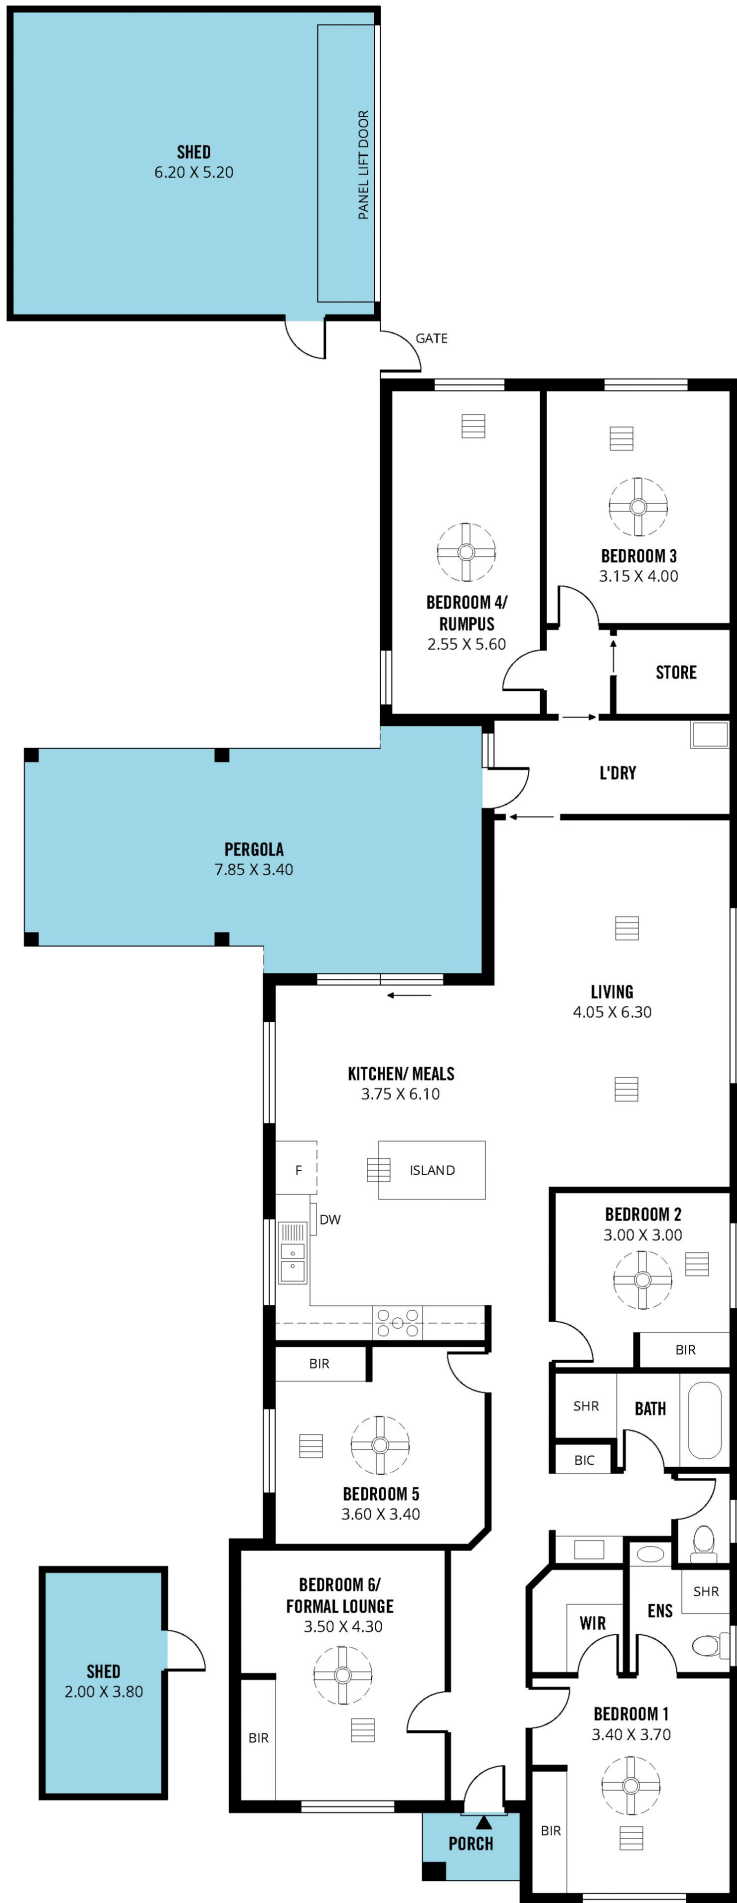 SHED
6.20 X 5.20
PANEL LIFT DOOR
GATE
BEDROOM 3
3.15 X 4.00
BEDROOM 4/
RUMPUS
2.55 X 5.60
STORE
L'DRY
PERGOLA
7.85 X 3.40
LIVING
4.05 X 6.30
KITCHEN/ MEALS
3.75 X 6.10
F
ISLAND
DW
BEDROOM 2
3.00 X 3.00
BIR
BIR
SHR
BATH
BIC
BEDROOM 5
3.60 X 3.40
BEDROOM 6/
FORMAL LOUNGE
3.50 X 4.30
SHR
ENS
WIR
SHED
2.00 X 3.80
BEDROOM 1
3.40 X 3.70
BIR
BIR
PORCH